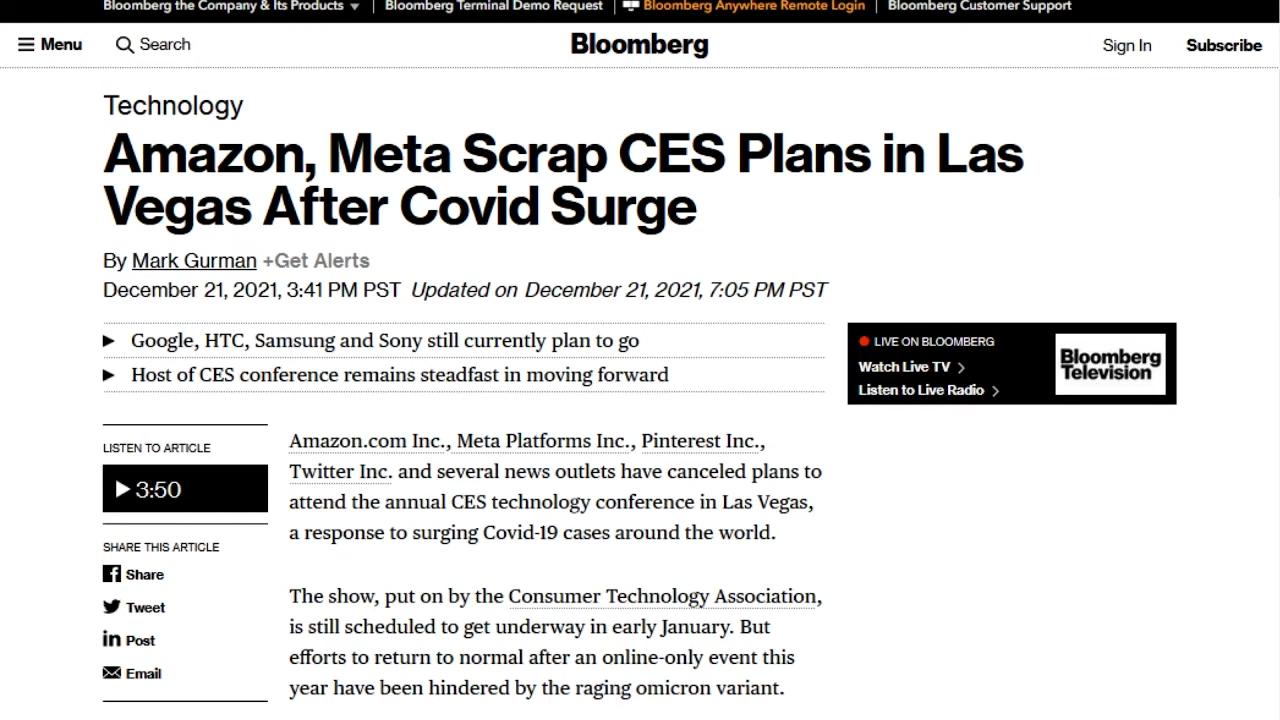 Bloomberg the Company & Its Products Bloomberg Terminal Demo Request Bloomberg Anywhere Remote Login Bloomberg Customer Support
Menu Search Bloomberg Sign In Subscribe
Technology
Amazon, Meta Scrap CES Plans in Las
Vegas After Covid Surge
By Mark Gurman +Get Alerts
December 21, 2021, 3:41 PM PST Updated on December 21, 2021, 7:05 PM PST
Google, HTC, Samsung and Sony still currently plan to go
Host of CES conference remains steadfast in moving forward
LIVE ON BLOOMBERG
Watch Live TV
Listen to Live Radio
Bloomberg
Television
LISTEN TO ARTICLE
3:50
SHARE THIS ARTICLE
Share
Tweet
Post
Email
Amazon.com Inc., Meta Platforms Inc., Pinterest Inc.,
Twitter Inc. and several news outlets have canceled plans to
attend the annual CES technology conference in Las Vegas,
a response to surging Covid-19 cases around the world.
The show, put on by the Consumer Technology Association,
is still scheduled to get underway in early January. But
efforts to return to normal after an online-only event this
year have been hindered by the raging omicron variant.